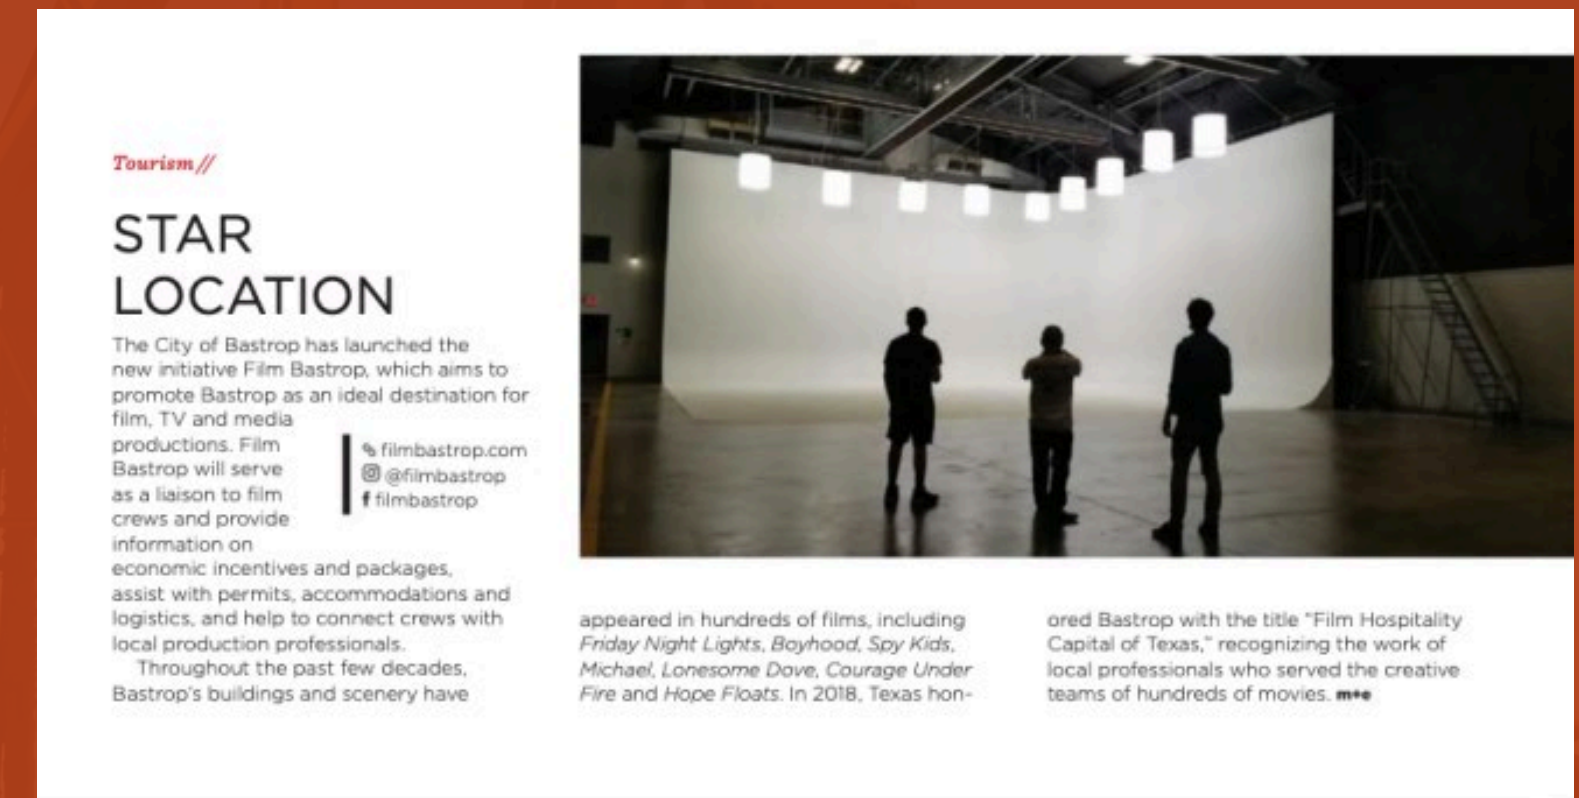 Tourism //
STAR
LOCATION
The City of Bastrop has launched the
new initiative Film Bastrop, which aims to
promote Bastrop as an ideal destination for
film, TV and media
productions. Film
Bastrop will serve
as a liaison to film
crews and provide
information on
economic incentives and packages,
assist with permits, accommodations and
logistics, and help to connect crews with
local production professionals.
Throughout the past few decades,
Bastrop's buildings and scenery have
filmbastrop.com
@filmbastrop
f filmbastrop
appeared in hundreds of films, including
Friday Night Lights, Boyhood, Spy Kids,
Michael, Lonesome Dove, Courage Under
Fire and Hope Floats. In 2018, Texas hon-
ored Bastrop with the title "Film Hospitality
Capital of Texas," recognizing the work of
local professionals who served the creative
teams of hundreds of movies. m+e